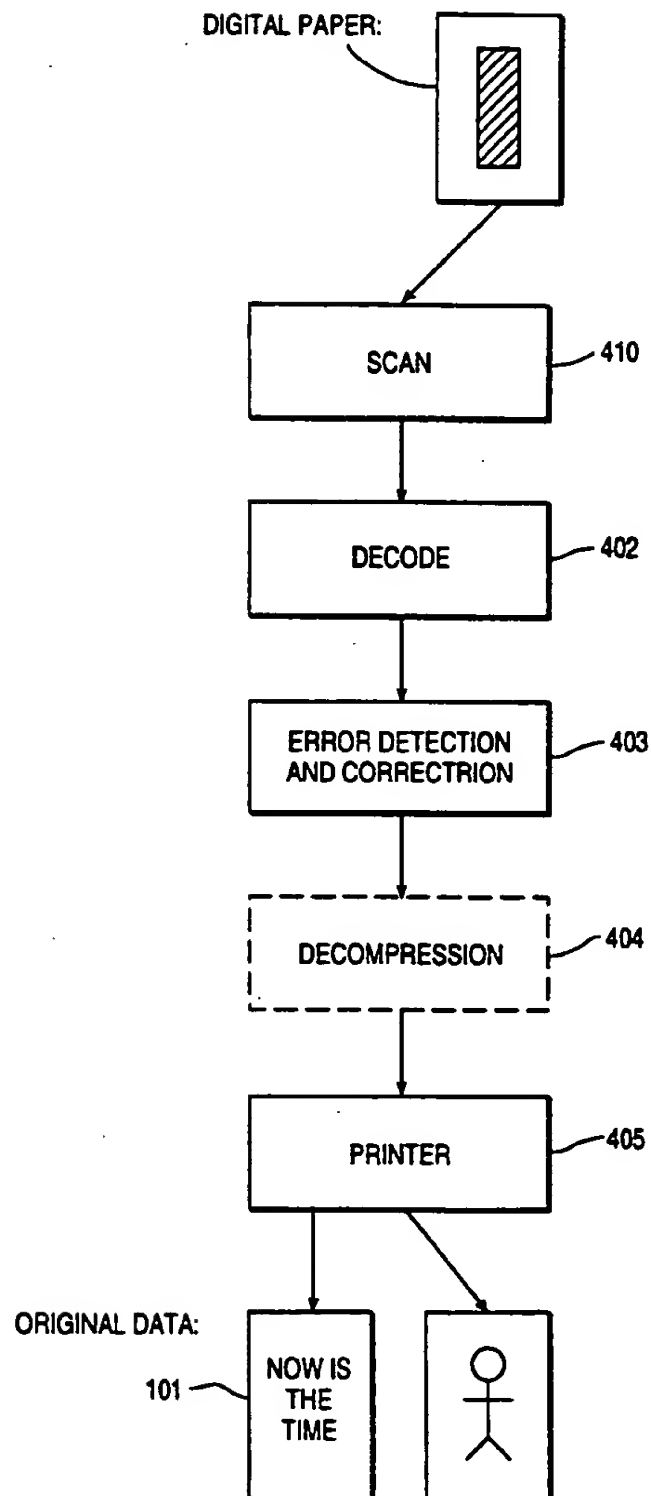 DIGITAL PAPER:
SCAN
410
DECODE
402
ERROR DETECTION
AND CORRECTRION
403
DECOMPRESSION
404
PRINTER
405
ORIGINAL DATA:
101
NOW IS
THE
TIME